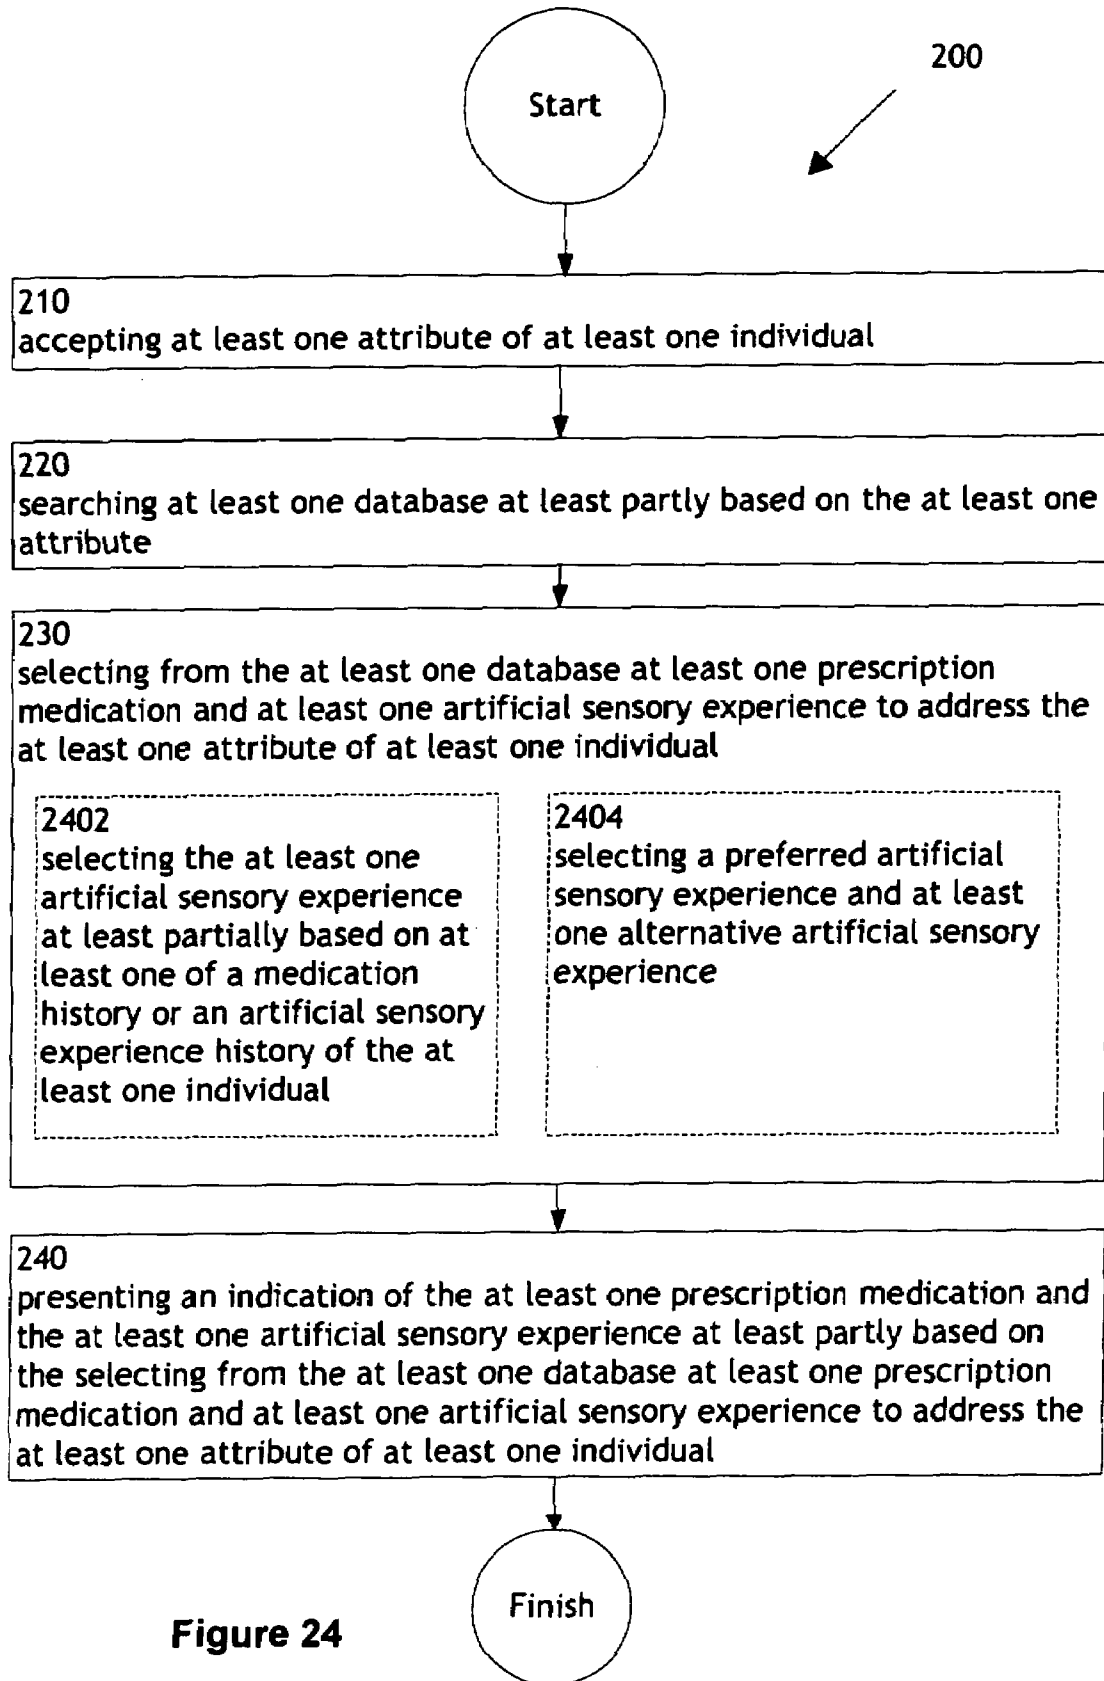 Start
200
210
accepting at least one attribute of at least one individual
220
searching at least one database at least partly based on the at least one
attribute
230
selecting from the at least one database at least one prescription
medication and at least one artificial sensory experience to address the
at least one attribute of at least one individual
2402
selecting the at least one
artificial sensory experience
at least partially based on at
least one of a medication
history or an artificial sensory
experience history of the at
least one individual
2404
selecting a preferred artificial
sensory experience and at least
one alternative artificial sensory
experience
240
presenting an indication of the at least one prescription medication and
the at least one artificial sensory experience at least partly based on
the selecting from the at least one database at least one prescription
medication and at least one artificial sensory experience to address the
at least one attribute of at least one individual
Finish
Figure 24